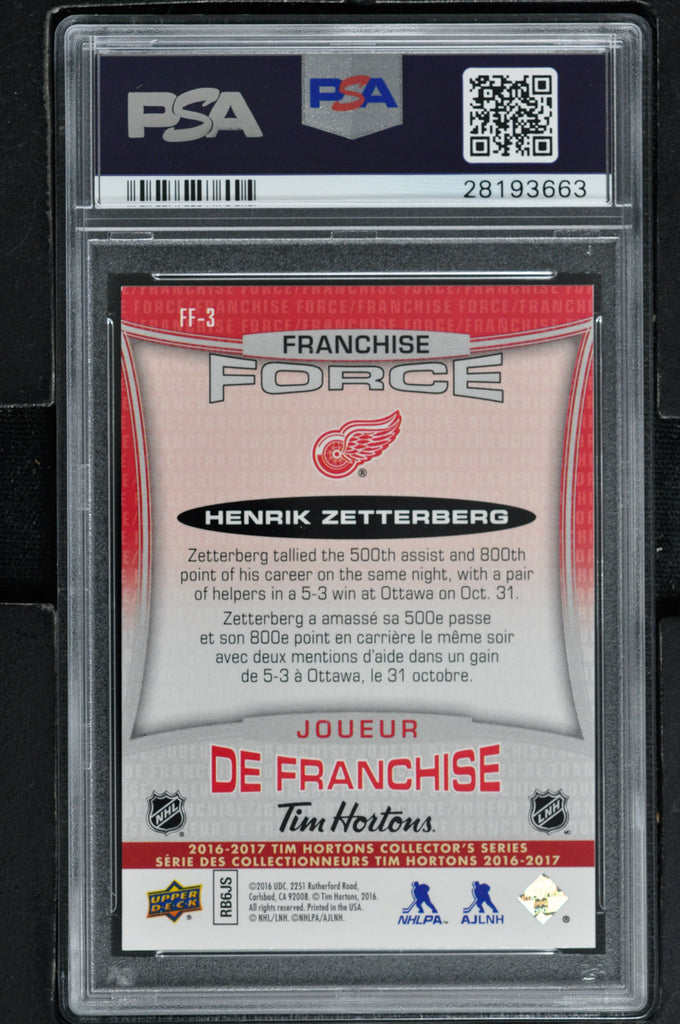 PSA
PSA
28193663
FRANCHISE FORCE/FRANCHISE FORCE/FRANCHISE FORCE/FRANCH
FF-3
FRANCHISE
FORCE
HENRIK ZETTERBERG
Zetterberg tallied the 500th assist and 800th
point of his career on the same night, with a pair
of helpers in a 5-3 win at Ottawa on Oct. 31.
Zetterberg a amassé sa 500e passe
et son 800e point en carrière le même soir
avec deux mentions d'aide dans un gain
de 5-3 à Ottawa, le 31 octobre.
JOUEUR
DE FRANCHISE
NHL
Tim Hortons.
LNH
2016-2017 TIM HORTONS COLLECTOR'S SERIES
SÉRIE DES COLLECTIONNEURS TIM HORTONS 2016-2017
UPPER
DECK
RB6JS
©2016 UDC. 2251 Rutherford Road,
Carlsbad, CA 92008. © Tim Hortons, 2016.
All rights reserved. Printed in the USA.
© NHL/LNH. ©NHLPA/AJLNH.
NHLPA™
AJLNH